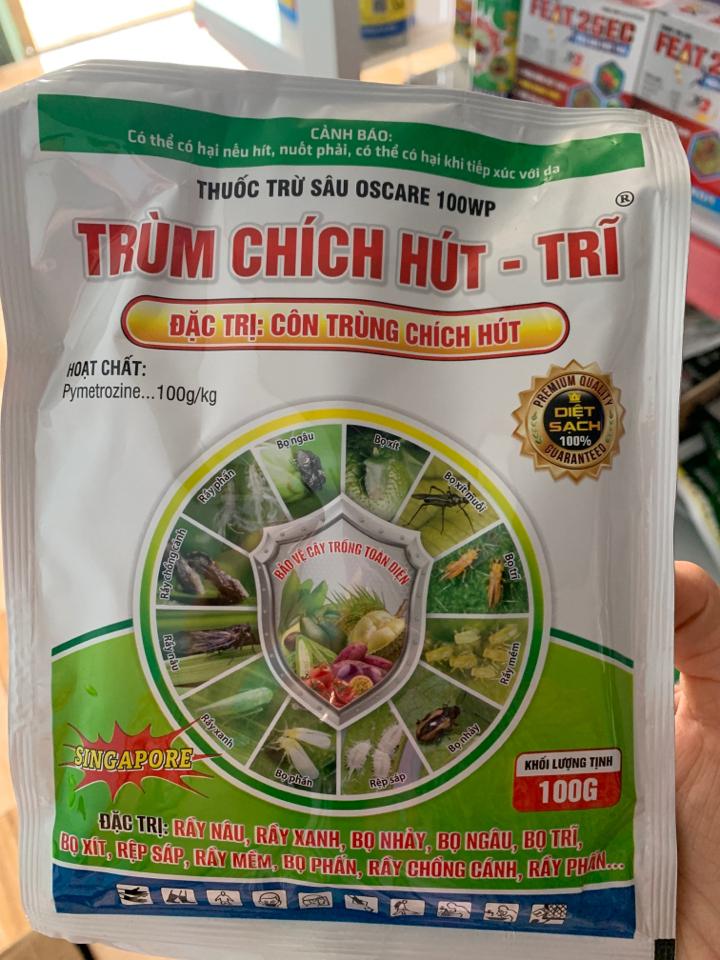 FEAT 25EC
FEAT 2
CẢNH BÁO:
Có thể có hại nếu hít, nuốt phải, có thể có hại khi tiếp xúc với da
THUỐC TRỪ SÂU OSCARE 100WP
®
TRÙM CHÍCH HÚT - TRĨ
ĐẶC TRỊ: CÔN TRÙNG CHÍCH HÚT
HOẠT CHẤT:
Pymetrozine...100g/kg
PREMIUM QUALITY
DIỆT
SẠCH
100%
GUARANTEED
Bọ ngâu
Bọ xít
Rầy phấn
Bọ xít muỗi
Rầy chổng cánh
Bọ trĩ
BẢO VỆ CÂY TRỒNG TOÀN DIỆN
Rầy nâu
Rầy mềm
Rầy xanh
Bọ nhảy
Bọ phấn
Rệp sáp
SINGAPORE
KHỐI LƯỢNG TỊNH
100G
ĐẶC TRỊ: RẦY NÂU, RẦY XANH, BỌ NHẢY, BỌ NGÂU, BỌ TRĨ,
BỌ XÍT, RỆP SÁP, RẦY MỀM, BỌ PHẤN, RẦY CHỔNG CÁNH, RẦY PHẤN...